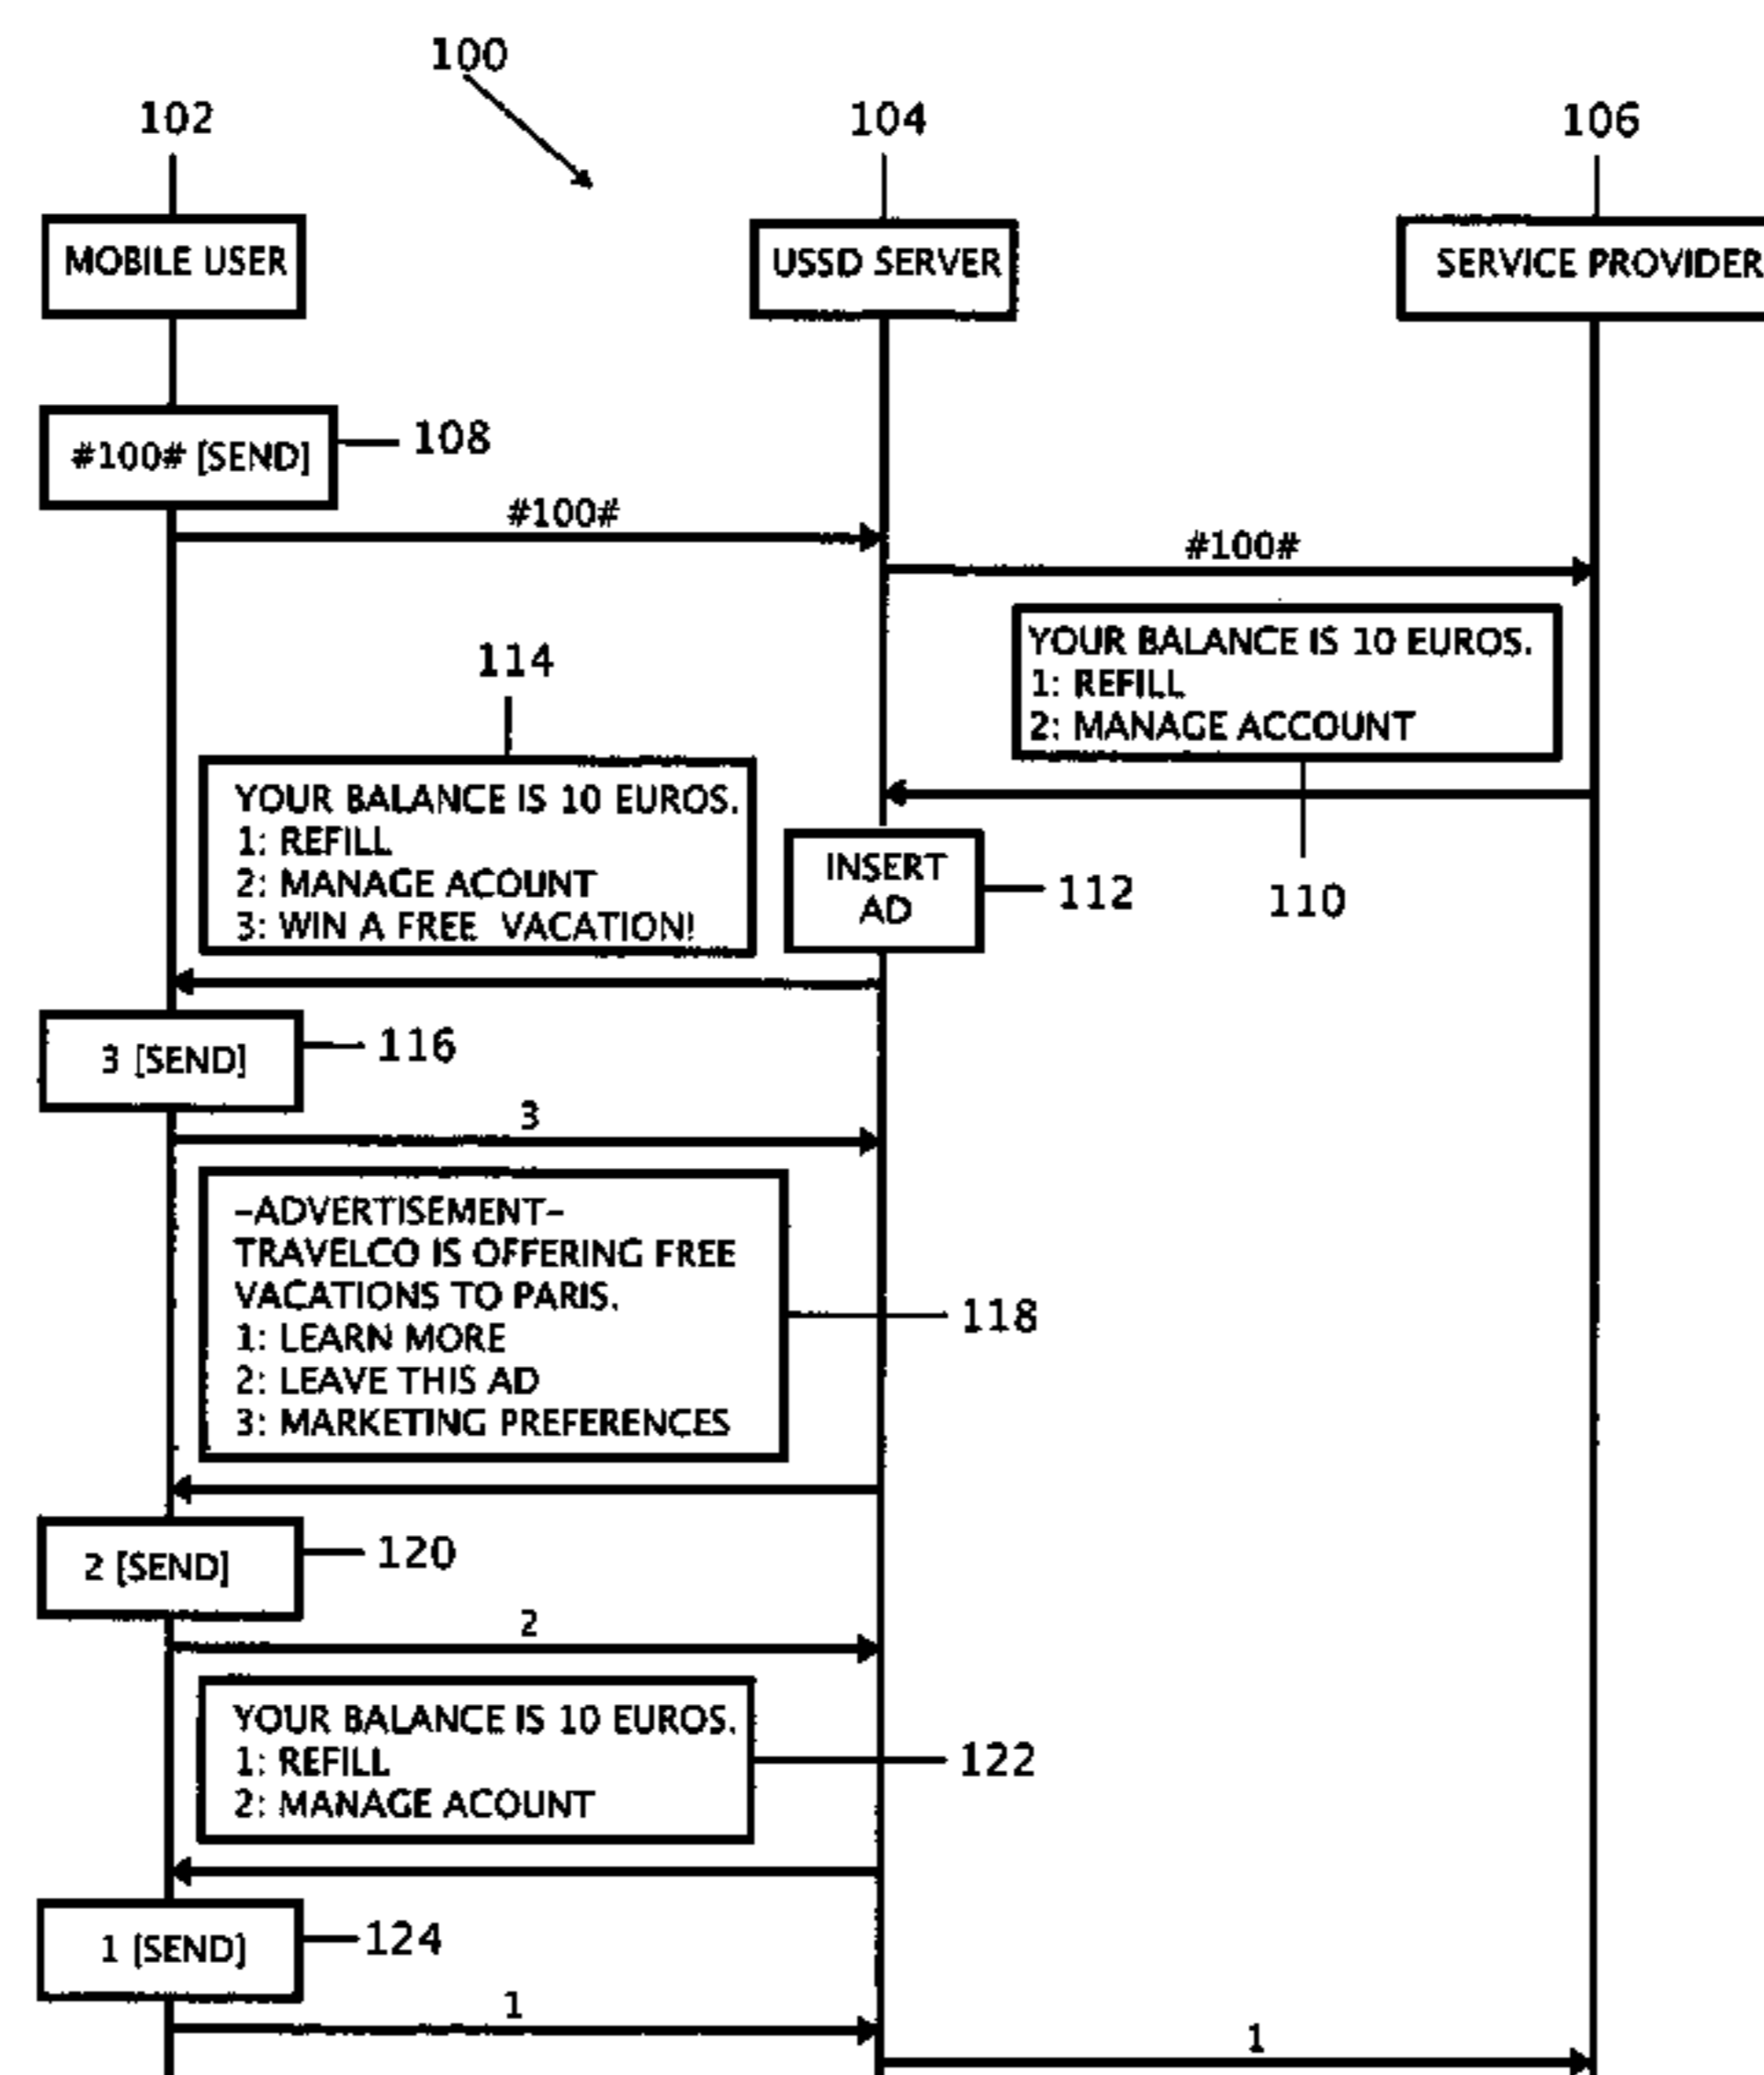 100
102
104
106
MOBILE USER
USSD SERVER
SERVICE PROVIDER
#100# [SEND]
108
#100#
#100#
YOUR BALANCE IS 10 EUROS.
1: REFILL
2: MANAGE ACCOUNT
110
114
YOUR BALANCE IS 10 EUROS.
1: REFILL
2: MANAGE ACOUNT
3: WIN A FREE VACATION!
INSERT
AD
112
3 [SEND]
116
3
-ADVERTISEMENT-
TRAVELCO IS OFFERING FREE
VACATIONS TO PARIS.
1: LEARN MORE
2: LEAVE THIS AD
3: MARKETING PREFERENCES
118
2 [SEND]
120
2
YOUR BALANCE IS 10 EUROS.
1: REFILL
2: MANAGE ACOUNT
122
1 [SEND]
124
1
1